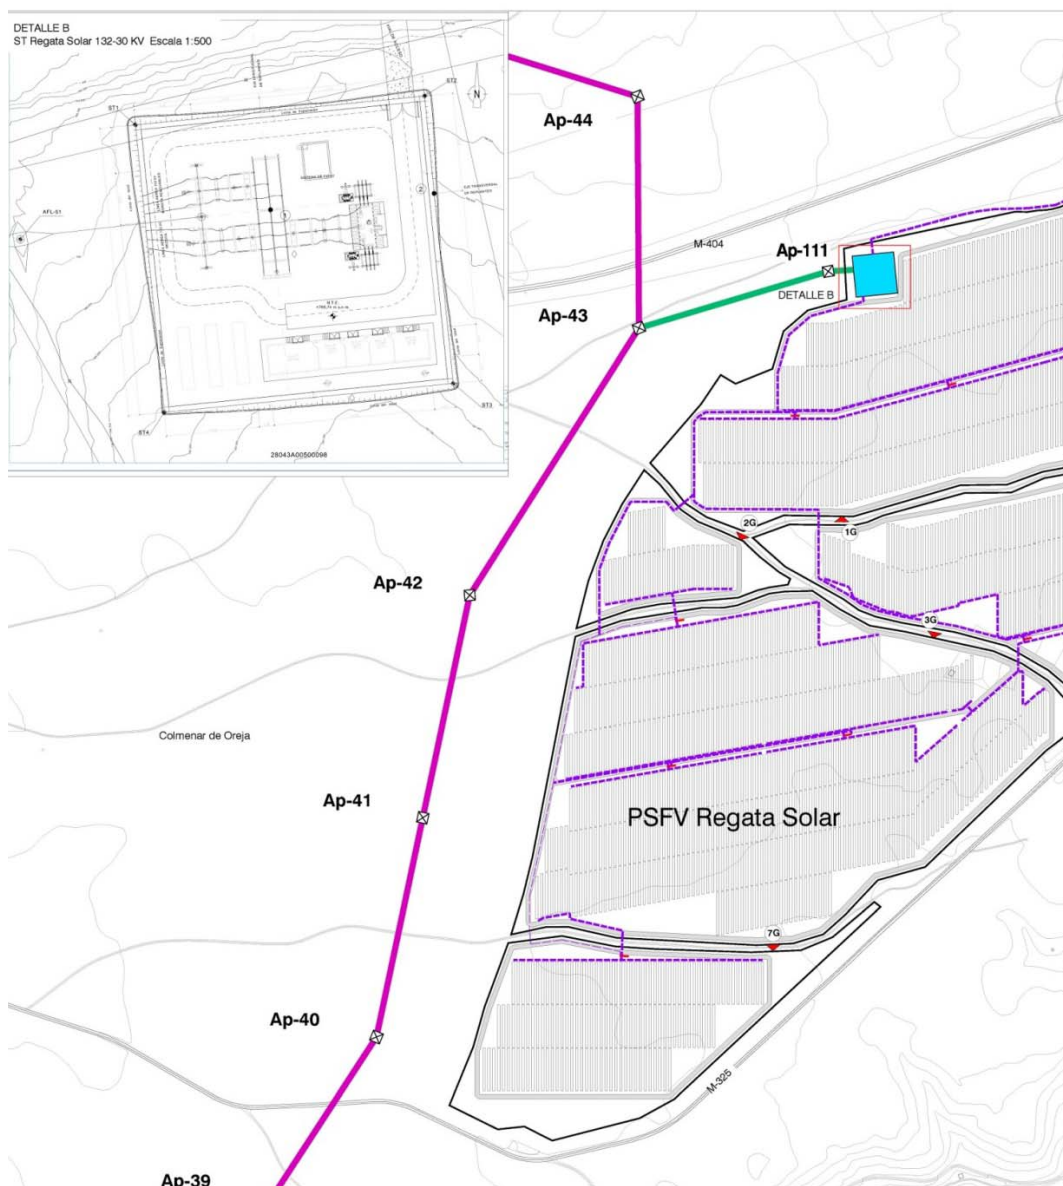 DETALLE B
ST Regata Solar 132-30 KV Escala 1:500
ST2
N
ST1
AFL-S1
ST3
ST4
28043A00500098
Ap-44
M-404
Ap-111
DETALLE B
Ap-43
2G
1G
Ap-42
3G
Colmenar de Oreja
Ap-41
PSFV Regata Solar
7G
Ap-40
M-325
Ap-39